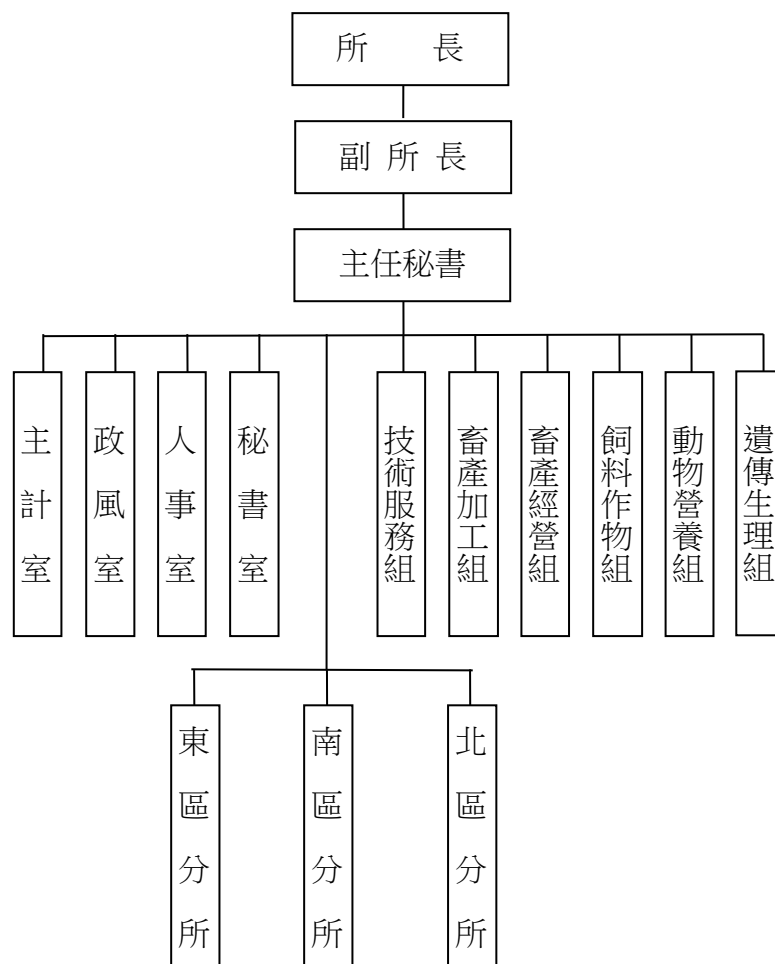 所長
副所長
主任秘書
主計室
政風室
人事室
秘書室
技術服務組
畜產加工組
畜產經營組
飼料作物組
動物營養組
遺傳生理組
東區分所
南區分所
北區分所